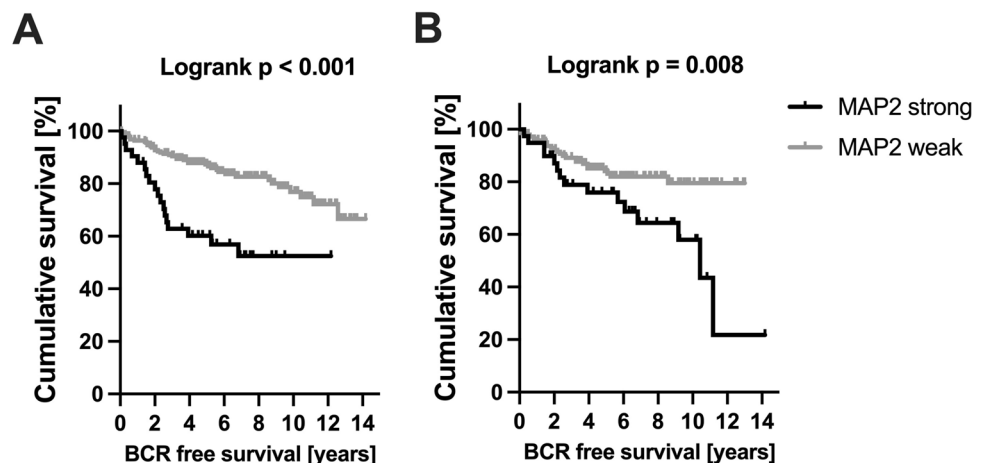 A
Logrank p < 0.001
Cumulative survival [%]
100
80
60
40
20
0
0 2 4 6 8 10 12 14
BCR free survival [years]
B
Logrank p = 0.008
Cumulative survival [%]
100
80
60
40
20
0
0 2 4 6 8 10 12 14
BCR free survival [years]
MAP2 strong
MAP2 weak